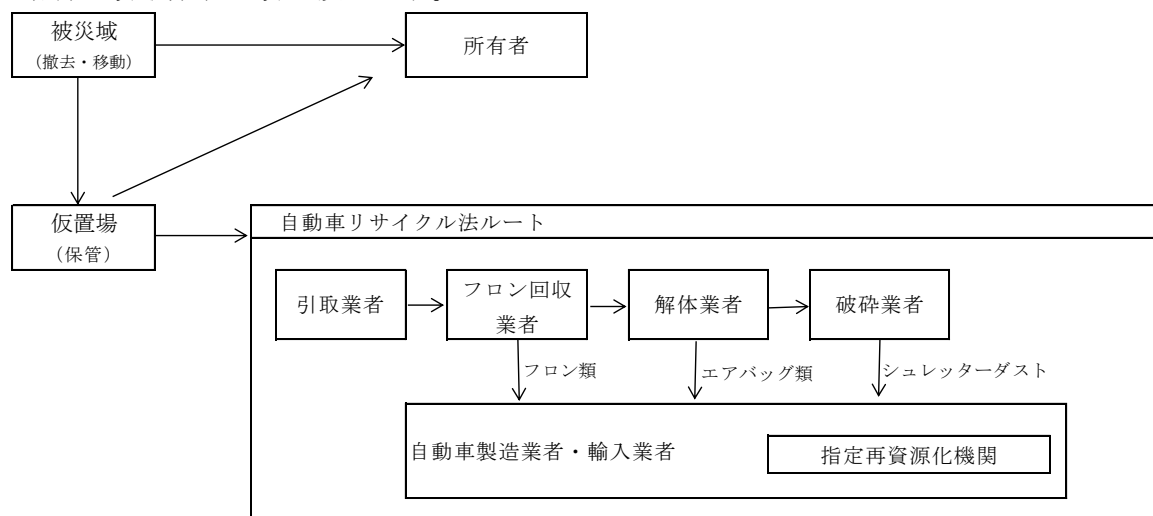 被災域
(撤去・移動)
所有者
仮置場
(保管)
自動車リサイクル法ルート
引取業者
フロン回収
業者
解体業者
破砕業者
フロン類
エアバッグ類
シュレッターダスト
自動車製造業者・輸入業者
指定再資源化機関